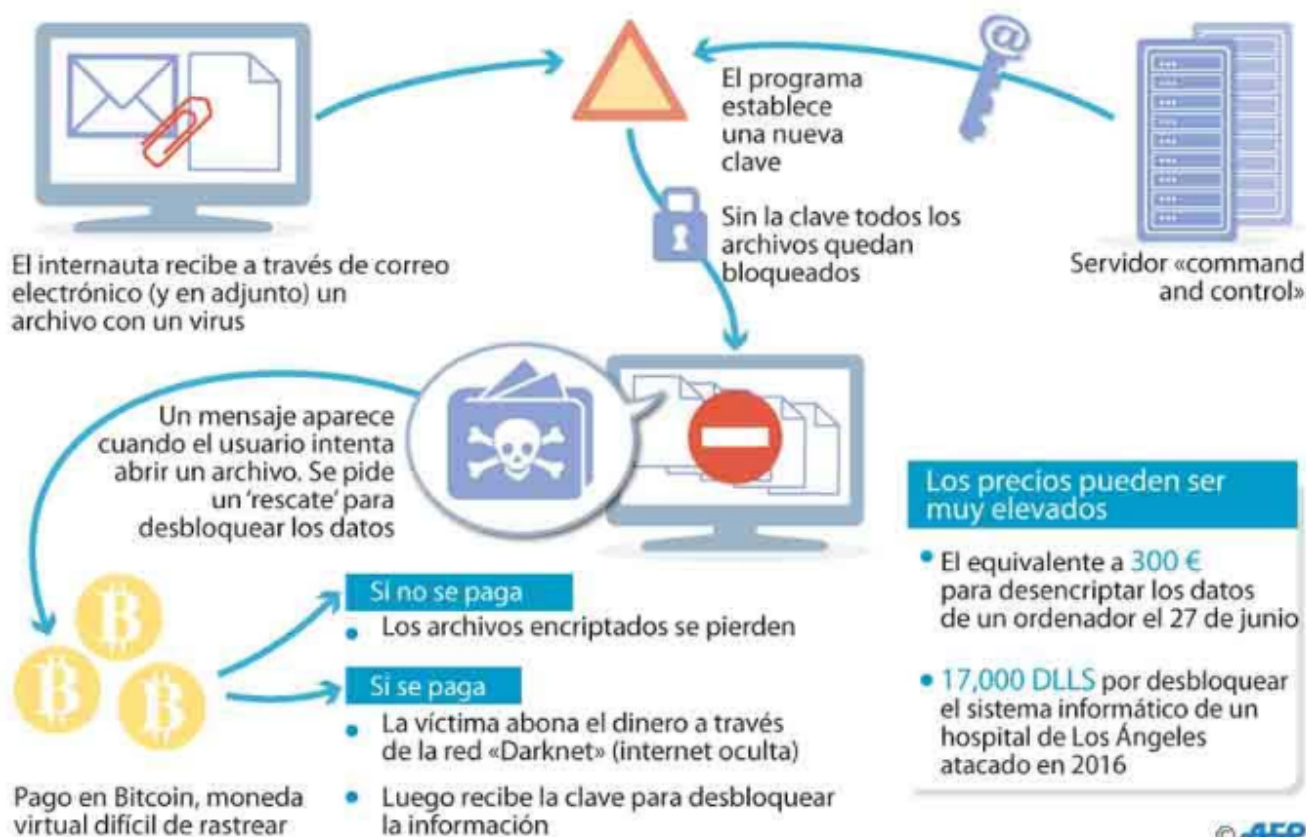 @
El programa
establece
una nueva
clave
Sin la clave todos los
archivos quedan
bloqueados
El internauta recibe a través de correo
electrónico (y en adjunto) un
archivo con un virus
Servidor «command
and control»
Un mensaje aparece
cuando el usuario intenta
abrir un archivo. Se pide
un 'rescate' para
desbloquear los datos
B
B
B
Pago en Bitcoin, moneda
virtual difícil de rastrear
Si no se paga
• Los archivos encriptados se pierden
Si se paga
• La víctima abona el dinero a través
de la red «Darknet» (internet oculta)
• Luego recibe la clave para desbloquear
la información
Los precios pueden ser
muy elevados
• El equivalente a 300 €
para desencriptar los datos
de un ordenador el 27 de junio
• 17,000 DLLS por desbloquear
el sistema informático de un
hospital de Los Ángeles
atacado en 2016
© AFP